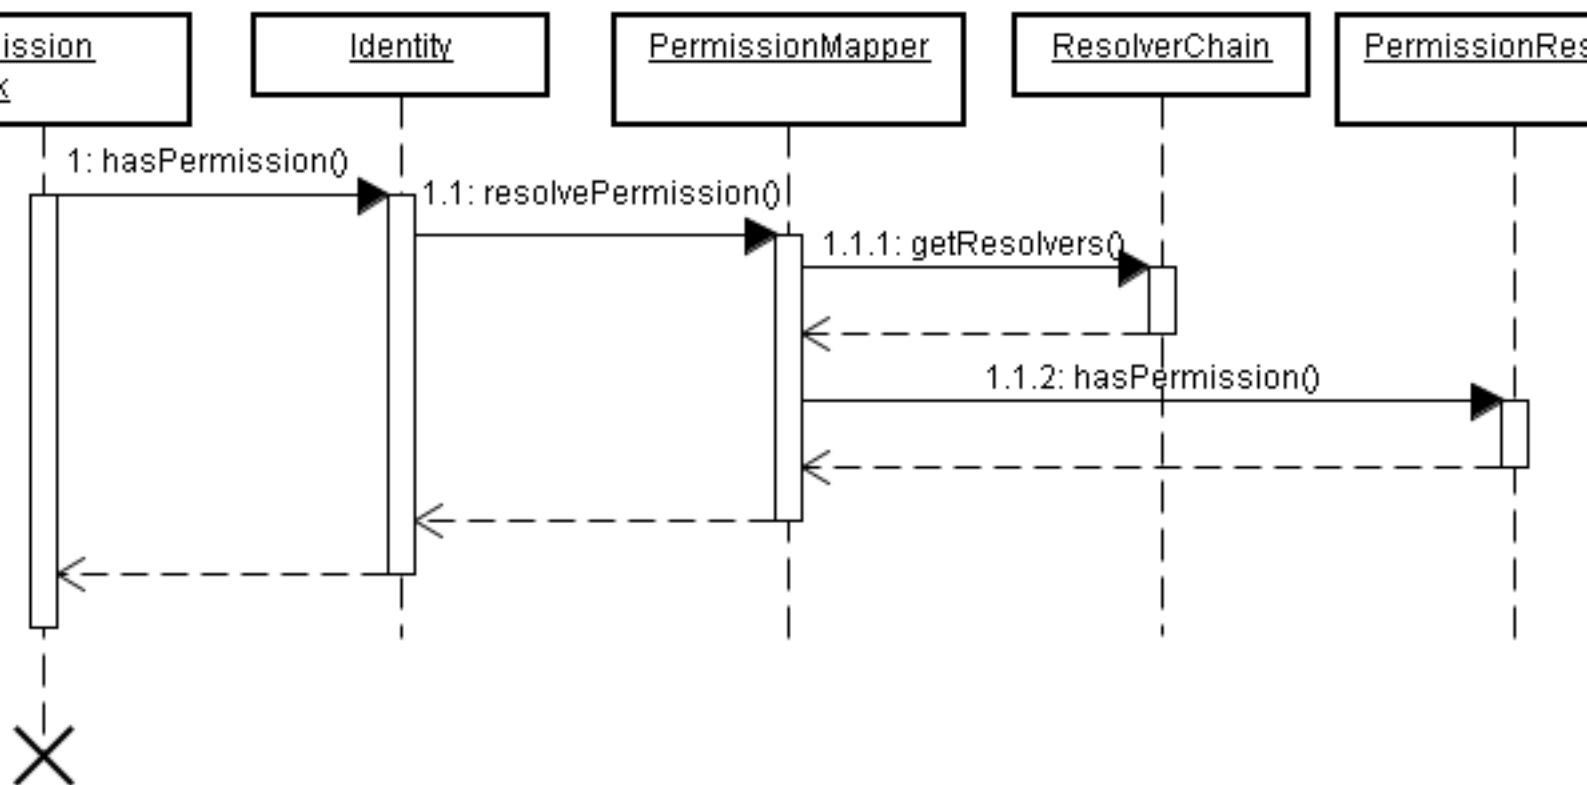 ission
x
Identity
PermissionMapper
ResolverChain
PermissionRes
1: hasPermission()
1.1: resolvePermission()
1.1.1: getResolvers()
1.1.2: hasPermission()